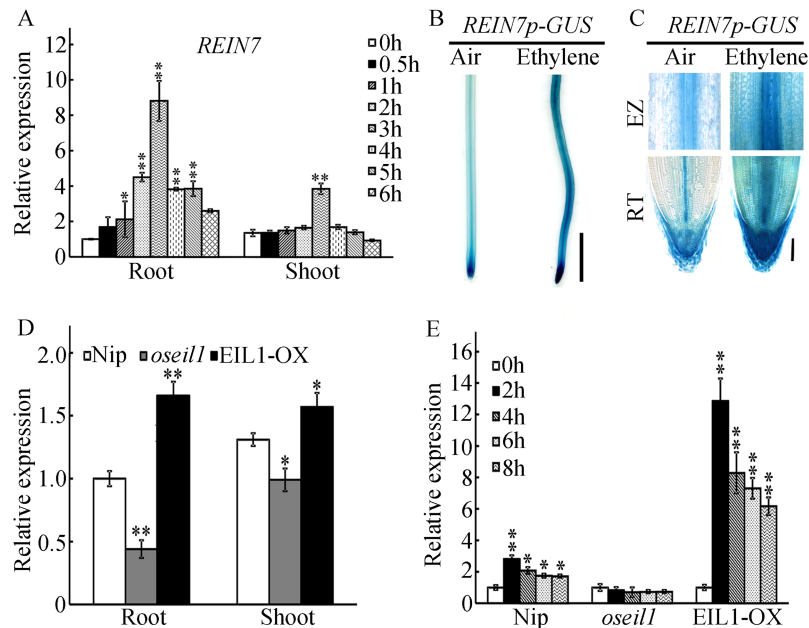 A
REIN7
Relative expression
12
10
8
6
4
2
0
0h
0.5h
1h
2h
3h
4h
5h
6h
*
**
**
**
**
**
Root
Shoot
B
REIN7p-GUS
Air Ethylene
C
REIN7p-GUS
Air Ethylene
EZ
RT
D
Nip oseil1 EIL1-OX
Relative expression
2.0
1.5
1.0
0.5
0
**
**
*
*
Root
Shoot
E
Relative expression
16
14
12
10
8
6
4
2
0
0h
2h
4h
6h
8h
**
*
*
*
**
**
**
**
Nip
oseil1
EIL1-OX